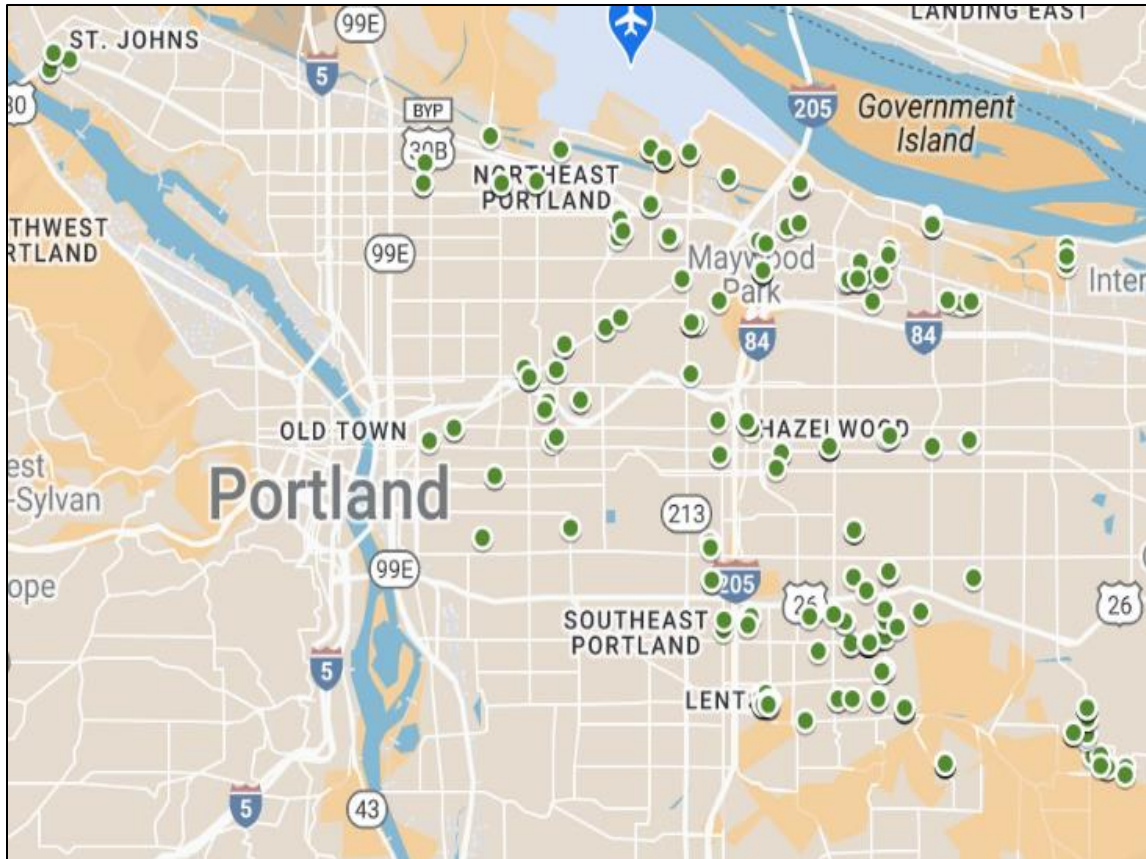 LANDING EAST
99E
ST. JOHNS
5
205
Government
Island
30
BYP
30B
NORTHEAST
PORTLAND
THWEST
RTLAND
99E
Maywood
Park
Inter
84
84
OLD TOWN
HAZELWOOD
est
-Sylvan
Portland
213
99E
205
26
26
ope
SOUTHEAST
PORTLAND
5
LENTS
5
43